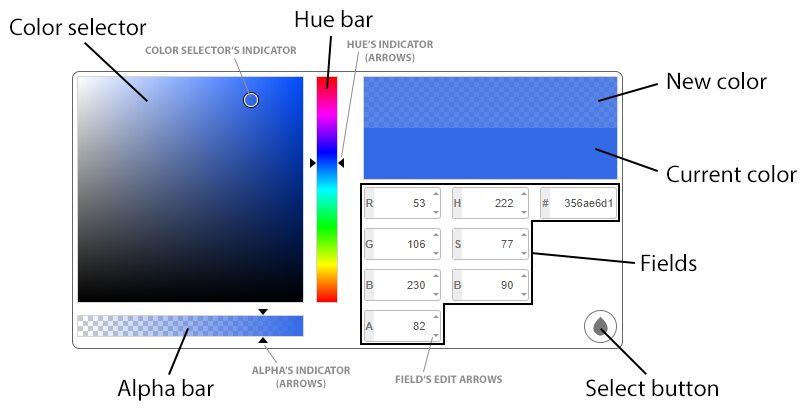 Color selector
Hue bar
COLOR SELECTOR'S INDICATOR
HUE'S INDICATOR
(ARROWS)
New color
Current color
R 53
H 222
# 356ae6d1
G 106
S 77
Fields
B 230
B 90
A 82
Alpha bar
ALPHA'S INDICATOR
(ARROWS)
FIELD'S EDIT ARROWS
Select button